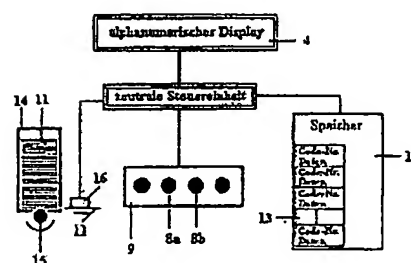 alphanumerisches Display
4
zentrale Steuereinheit
14
11
16
12
15
9
8a
8b
Speicher
Code-Nr.
Daten
Code-Nr.
Daten
Code-Nr.
Daten
13
Code-Nr.
Daten
1